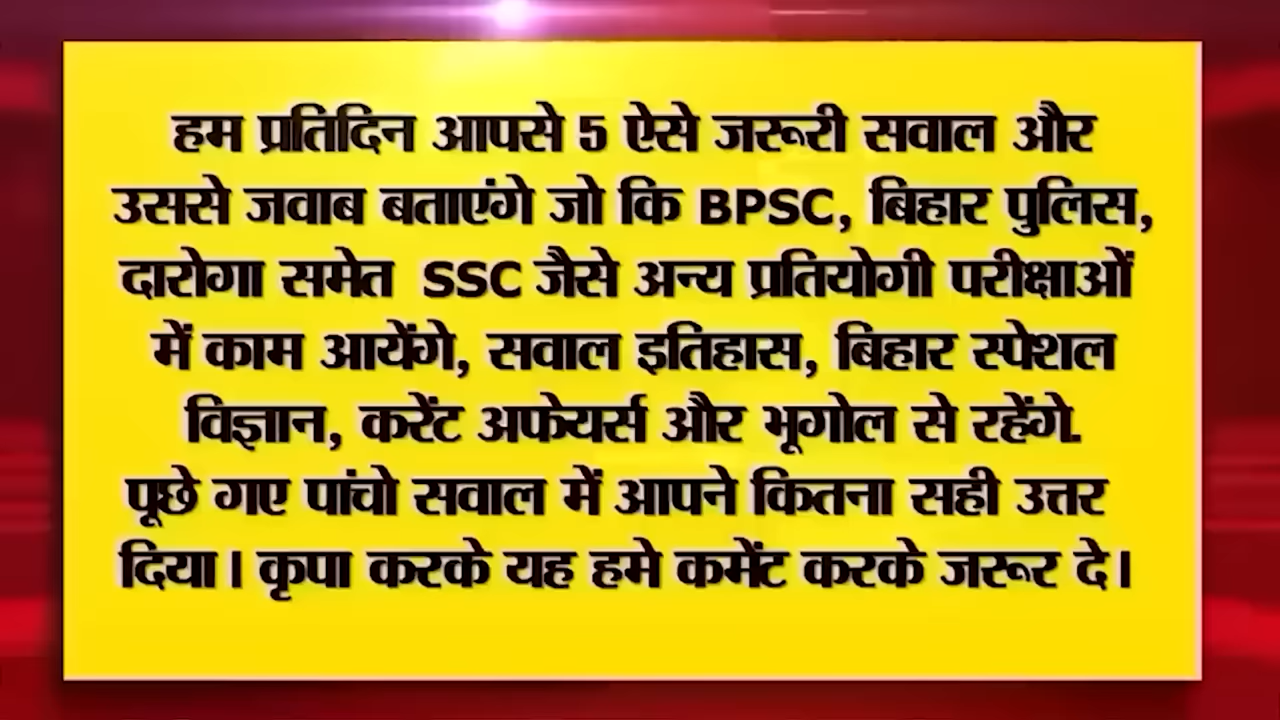 हम प्रतिदिन आपसे 5 ऐसे जरूरी सवाल और
उससे जवाब बताएंगे जो कि BPSC, बिहार पुलिस,
दारोगा समेत SSC जैसे अन्य प्रतियोगी परीक्षाओं
में काम आयेंगे, सवाल इतिहास, बिहार स्पेशल
विज्ञान, करेंट अफेयर्स और भूगोल से रहेंगे.
पूछे गए पांचो सवाल में आपने कितना सही उत्तर
दिया। कृपा करके यह हमे कमेंट करके जरूर दे।